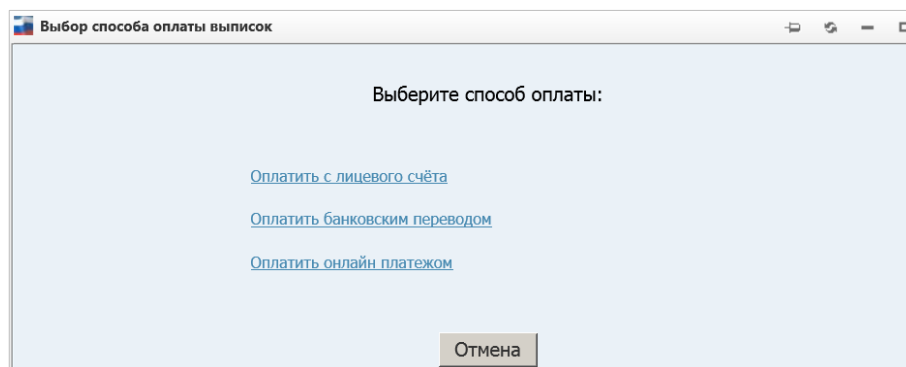 Выбор способа оплаты выписок
Выберите способ оплаты:
Оплатить с лицевого счёта
Оплатить банковским переводом
Оплатить онлайн платежом
Отмена